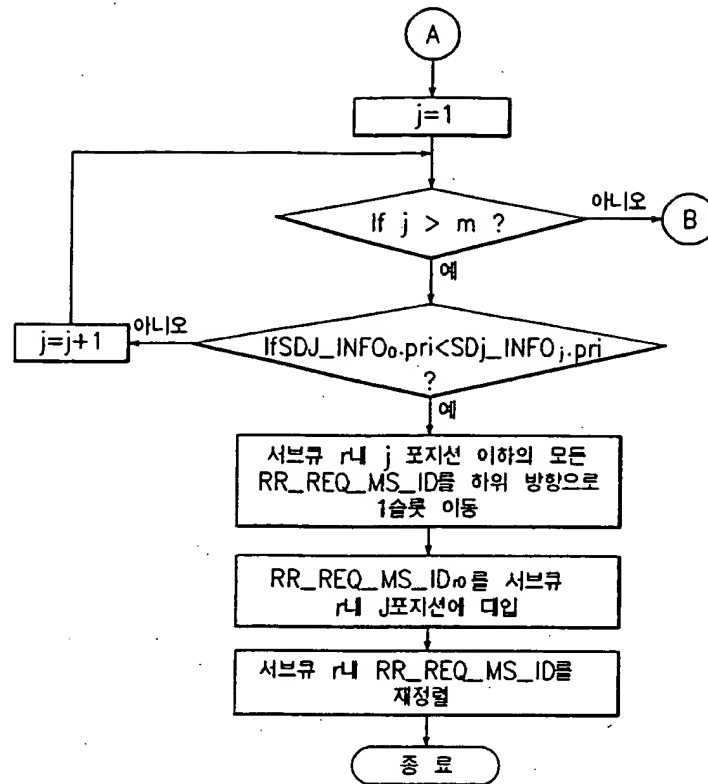 A
j=1
If j > m ?
아니오
B
예
j=j+1
아니오
IfSDJ_INFO₀.pri<SDj_INFOⱼ.pri
?
예
서브큐 r내 j 포지션 이하의 모든
RR_REQ_MS_ID를 하위 방향으로
1슬롯 이동
RR_REQ_MS_IDr0를 서브큐
r내 J포지션에 대입
서브큐 r내 RR_REQ_MS_ID를
재정렬
종 료